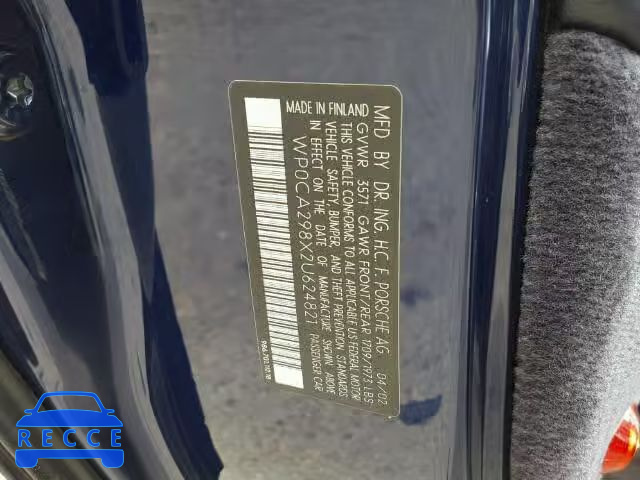 MFD BY DR. ING. H.C. F. PORSCHE AG 04/02
GVWR 3571 GAWR FRONT/REAR 1709/1973 LBS
THIS VEHICLE CONFORMS TO ALL APPLICABLE US FEDERAL MOTOR
VEHICLE SAFETY, BUMPER, AND THEFT PREVENTION STANDARDS
IN EFFECT ON THE DATE OF MANUFACTURE SHOWN ABOVE
MADE IN FINLAND
WP0CA298X2U624821
PASSENGER CAR
RECCE